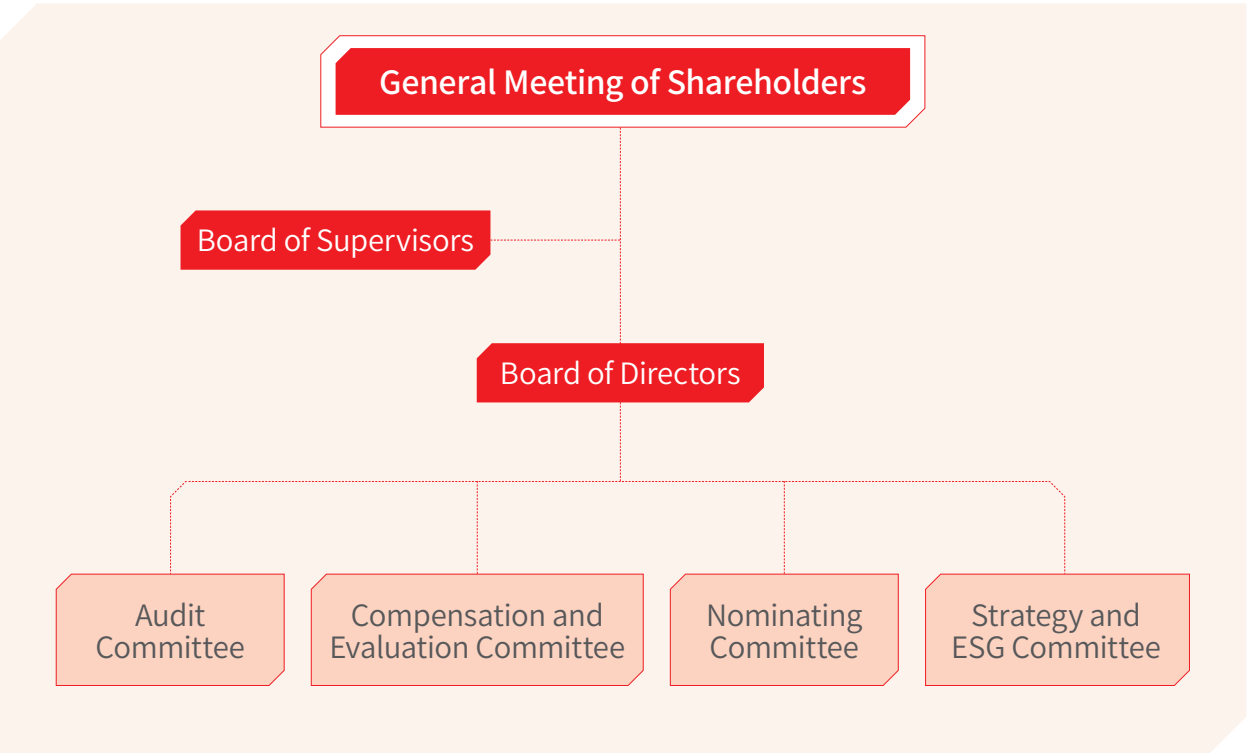 General Meeting of Shareholders
Board of Supervisors
Board of Directors
Audit
Committee
Compensation and
Evaluation Committee
Nominating
Committee
Strategy and
ESG Committee